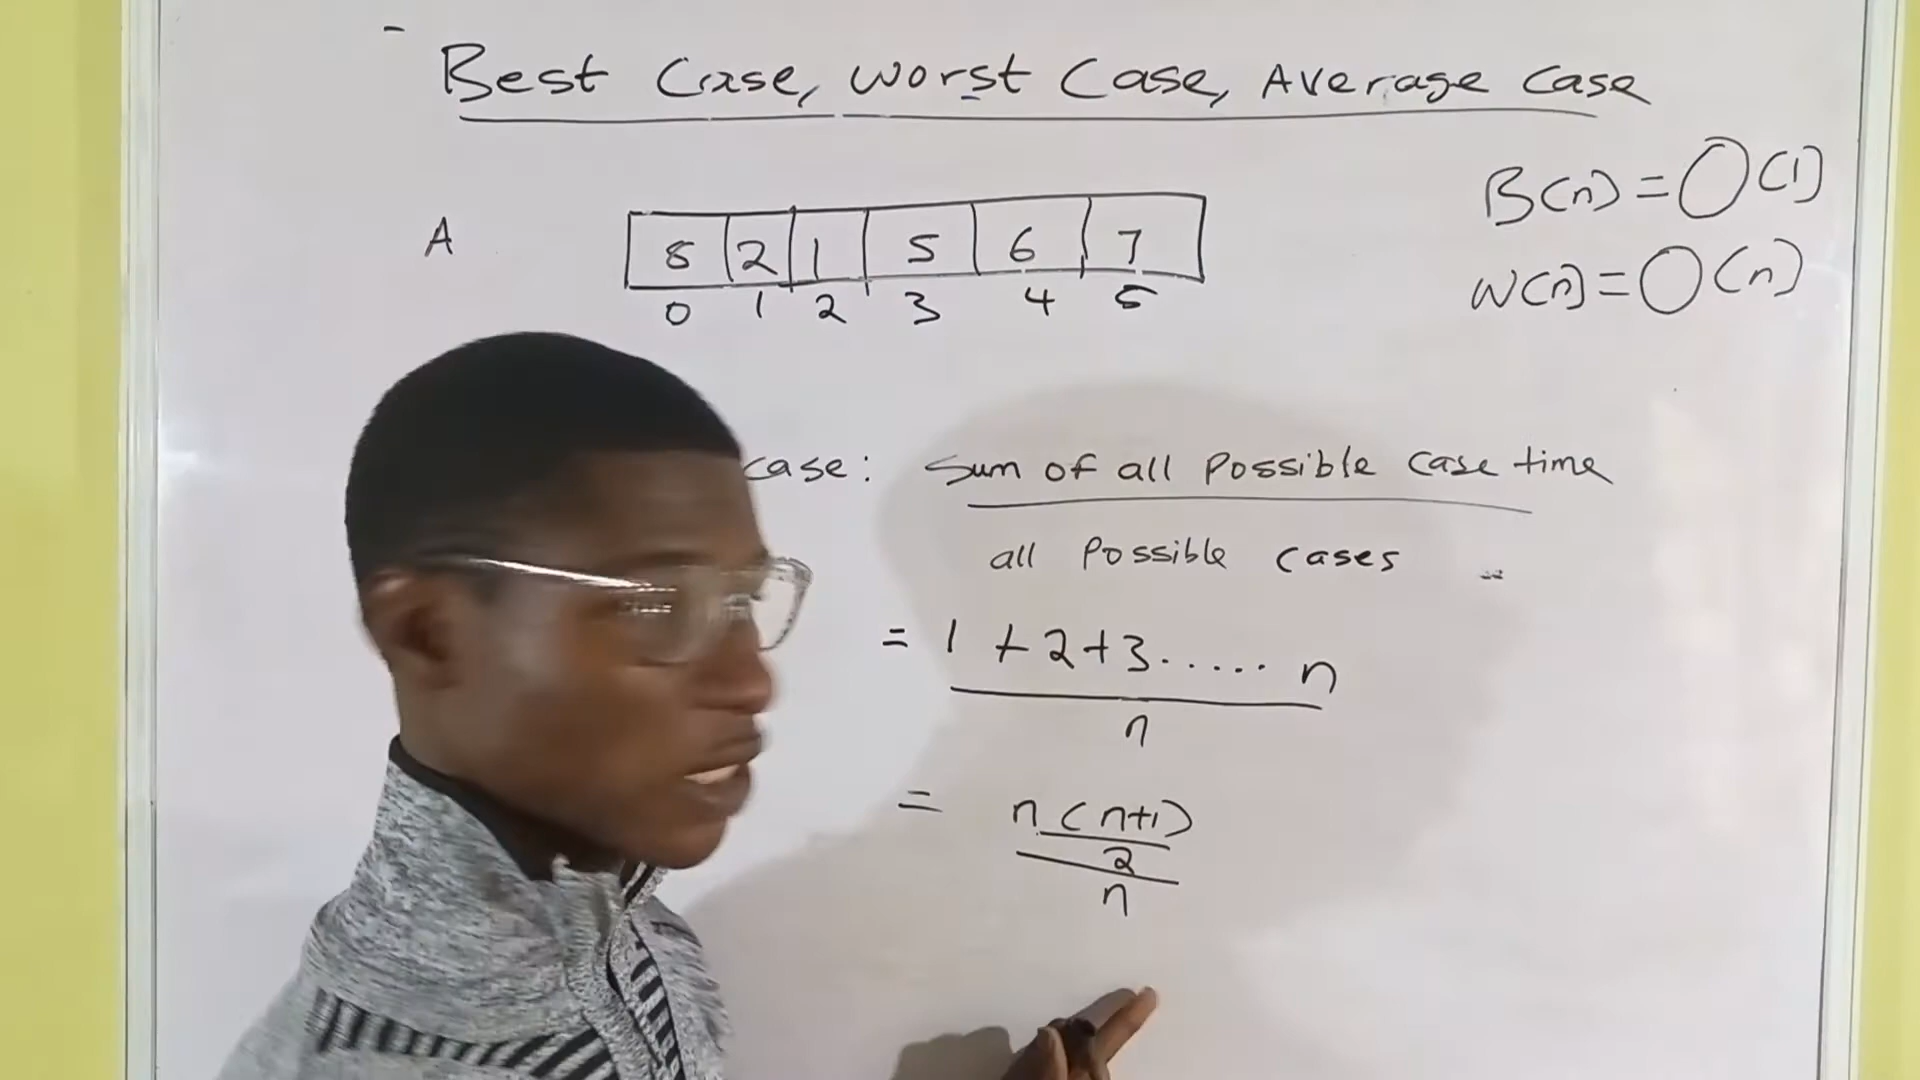 Best Case, Worst Case, Average Case
B(n) = O(1)
W(n) = O(n)
A
8 2 1 5 6 7
0 1 2 3 4 5
case: Sum of all Possible Case time
all Possible cases
= 1 + 2 + 3 ...... n
n
= n (n+1)
2
n